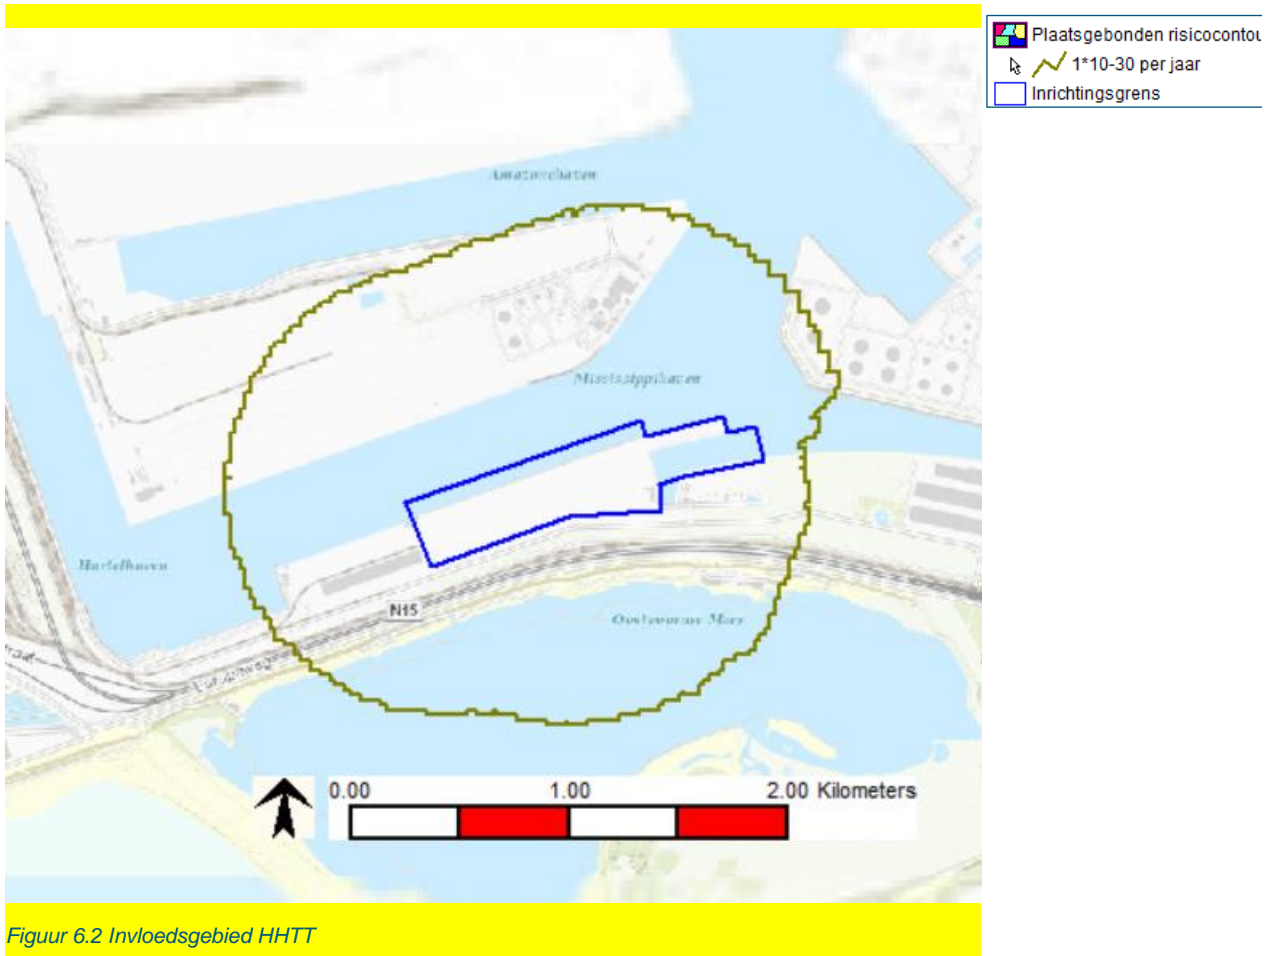 Plaatsgebonden risicocontou
1*10-30 per jaar
Inrichtingsgrens
Amazonehaven
Mississippihaven
Hartelhaven
N15
Oostvoornse Meer
Europaweg
0.00 1.00 2.00 Kilometers
Figuur 6.2 Invloedsgebied HHTT